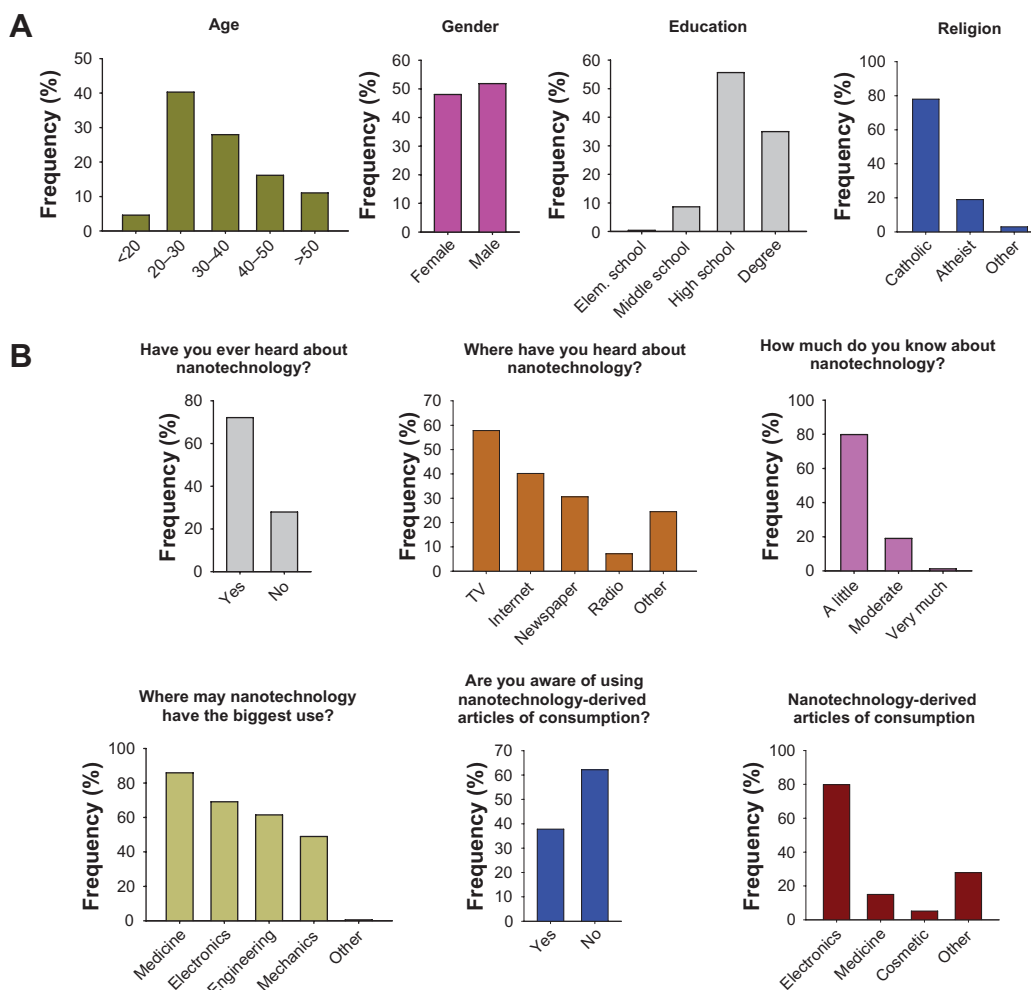 A
Age
Gender
Education
Religion
Frequency (%)
50
40
30
20
10
0
<20
20–30
30–40
40–50
>50
Frequency (%)
60
50
40
30
20
10
0
Female
Male
Frequency (%)
60
50
40
30
20
10
0
Elem. school
Middle school
High school
Degree
Frequency (%)
100
80
60
40
20
0
Catholic
Atheist
Other
B
Have you ever heard about
nanotechnology?
Frequency (%)
80
60
40
20
0
Yes
No
Where have you heard about
nanotechnology?
Frequency (%)
70
60
50
40
30
20
10
0
TV
Internet
Newspaper
Radio
Other
How much do you know about
nanotechnology?
Frequency (%)
100
80
60
40
20
0
A little
Moderate
Very much
Where may nanotechnology
have the biggest use?
Frequency (%)
100
80
60
40
20
0
Medicine
Electronics
Engineering
Mechanics
Other
Are you aware of using
nanotechnology-derived
articles of consumption?
Frequency (%)
70
60
50
40
30
20
10
0
Yes
No
Nanotechnology-derived
articles of consumption
Frequency (%)
100
80
60
40
20
0
Electronics
Medicine
Cosmetic
Other